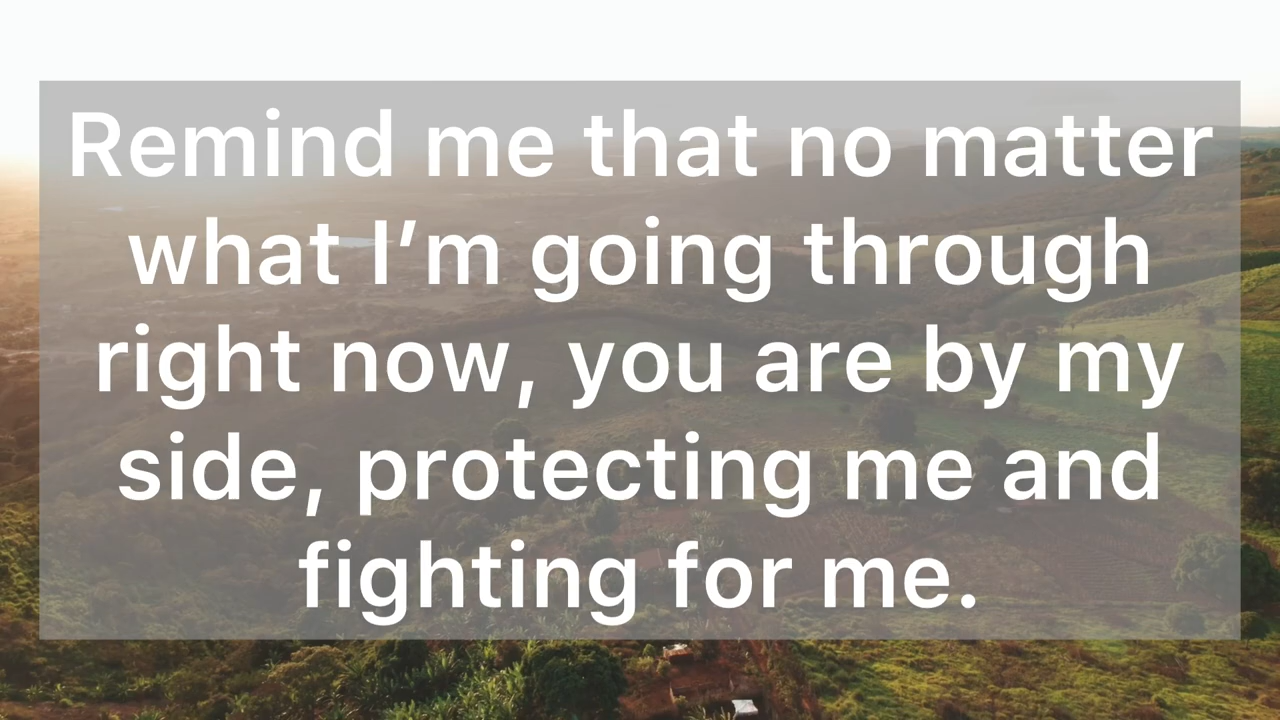 Remind me that no matter
what I’m going through
right now, you are by my
side, protecting me and
fighting for me.